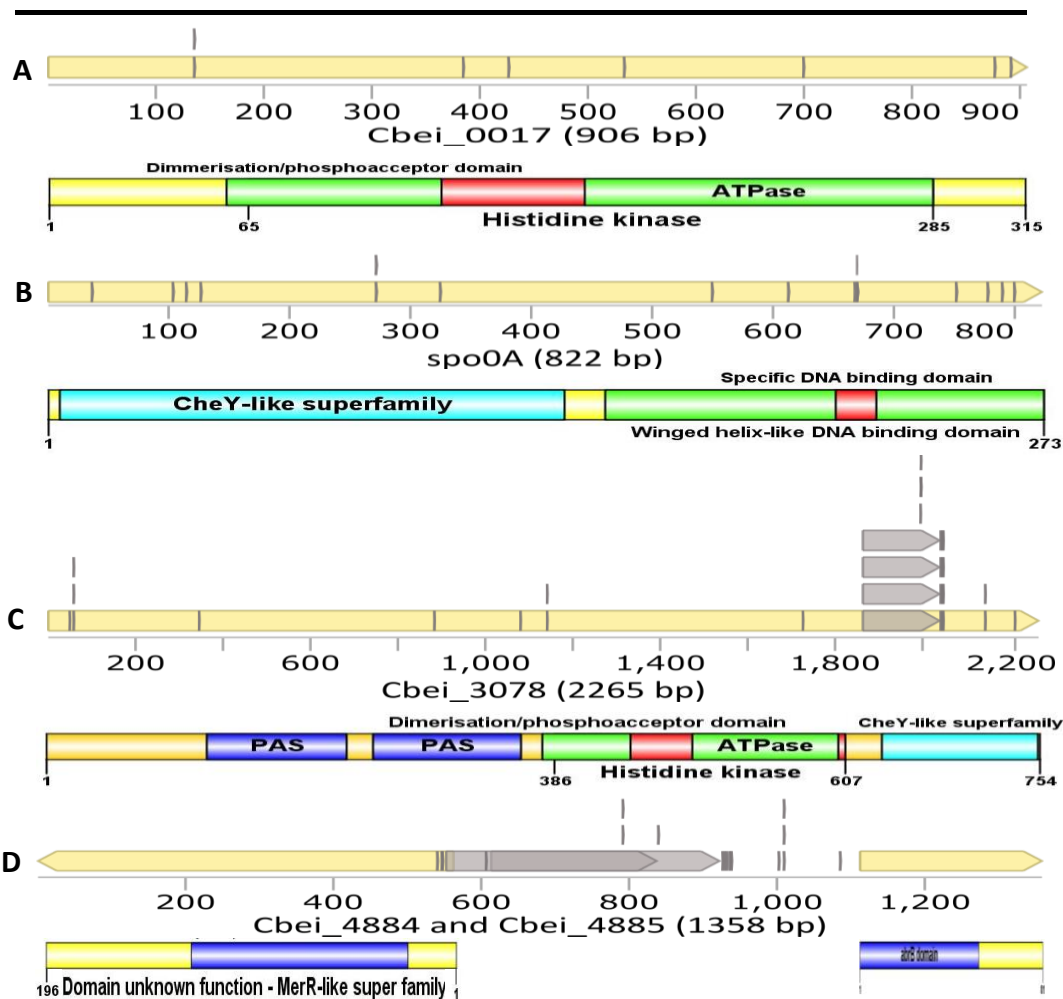 A
100 200 300 400 500 600 700 800 900
Cbei_0017 (906 bp)
Dimmerisation/phosphoacceptor domain
ATPase
Histidine kinase
1 65 285 315
B
100 200 300 400 500 600 700 800
spo0A (822 bp)
Specific DNA binding domain
CheY-like superfamily
Winged helix-like DNA binding domain
1 273
C
200 600 1,000 1,400 1,800 2,200
Cbei_3078 (2265 bp)
Dimerisation/phosphoacceptor domain CheY-like superfamily
PAS PAS ATPase
Histidine kinase
1 386 607 754
D
200 400 600 800 1,000 1,200
Cbei_4884 and Cbei_4885 (1358 bp)
abrB domain
196 Domain unknown function - MerR-like super family 1
1